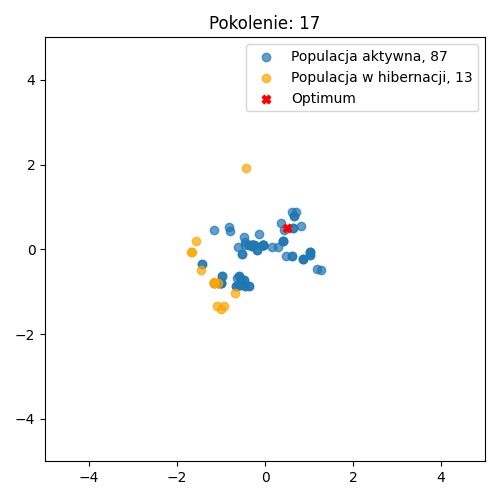 Pokolenie: 17
Populacja aktywna, 87
Populacja w hibernacji, 13
Optimum
4
2
0
−2
−4
−4
−2
0
2
4